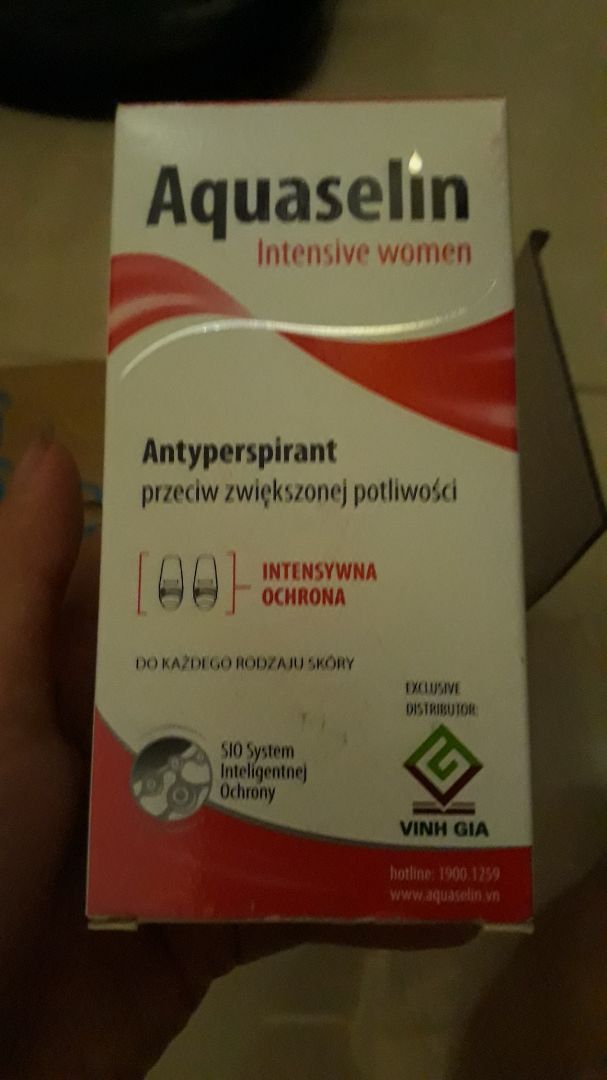 Aquaselin
Intensive women
Antyperspirant
przeciw zwiększonej potliwości
INTENSYWNA
OCHRONA
DO KAŻDEGO RODZAJU SKÓRY
EXCLUSIVE
DISTRIBUTOR:
SIO System
Inteligentnej
Ochrony
VINH GIA
hotline: 1900 1259
www.aquaselin.vn